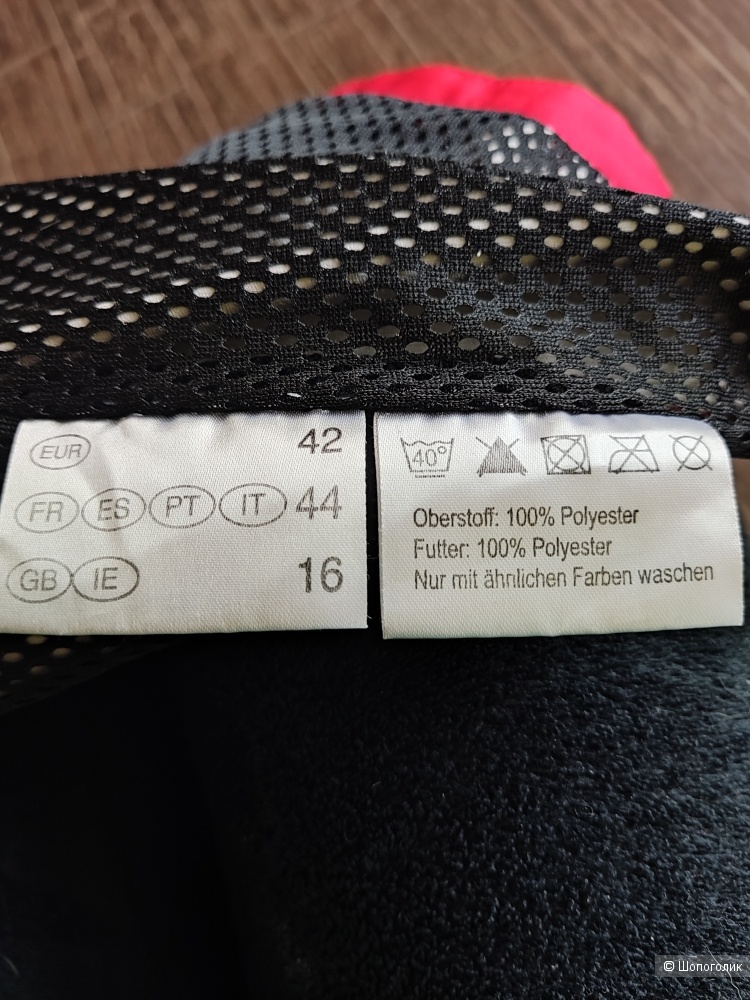 EUR 42
FR ES PT IT 44
GB IE 16
40°
Oberstoff: 100% Polyester
Futter: 100% Polyester
Nur mit ähnlichen Farben waschen
© Шопоголик